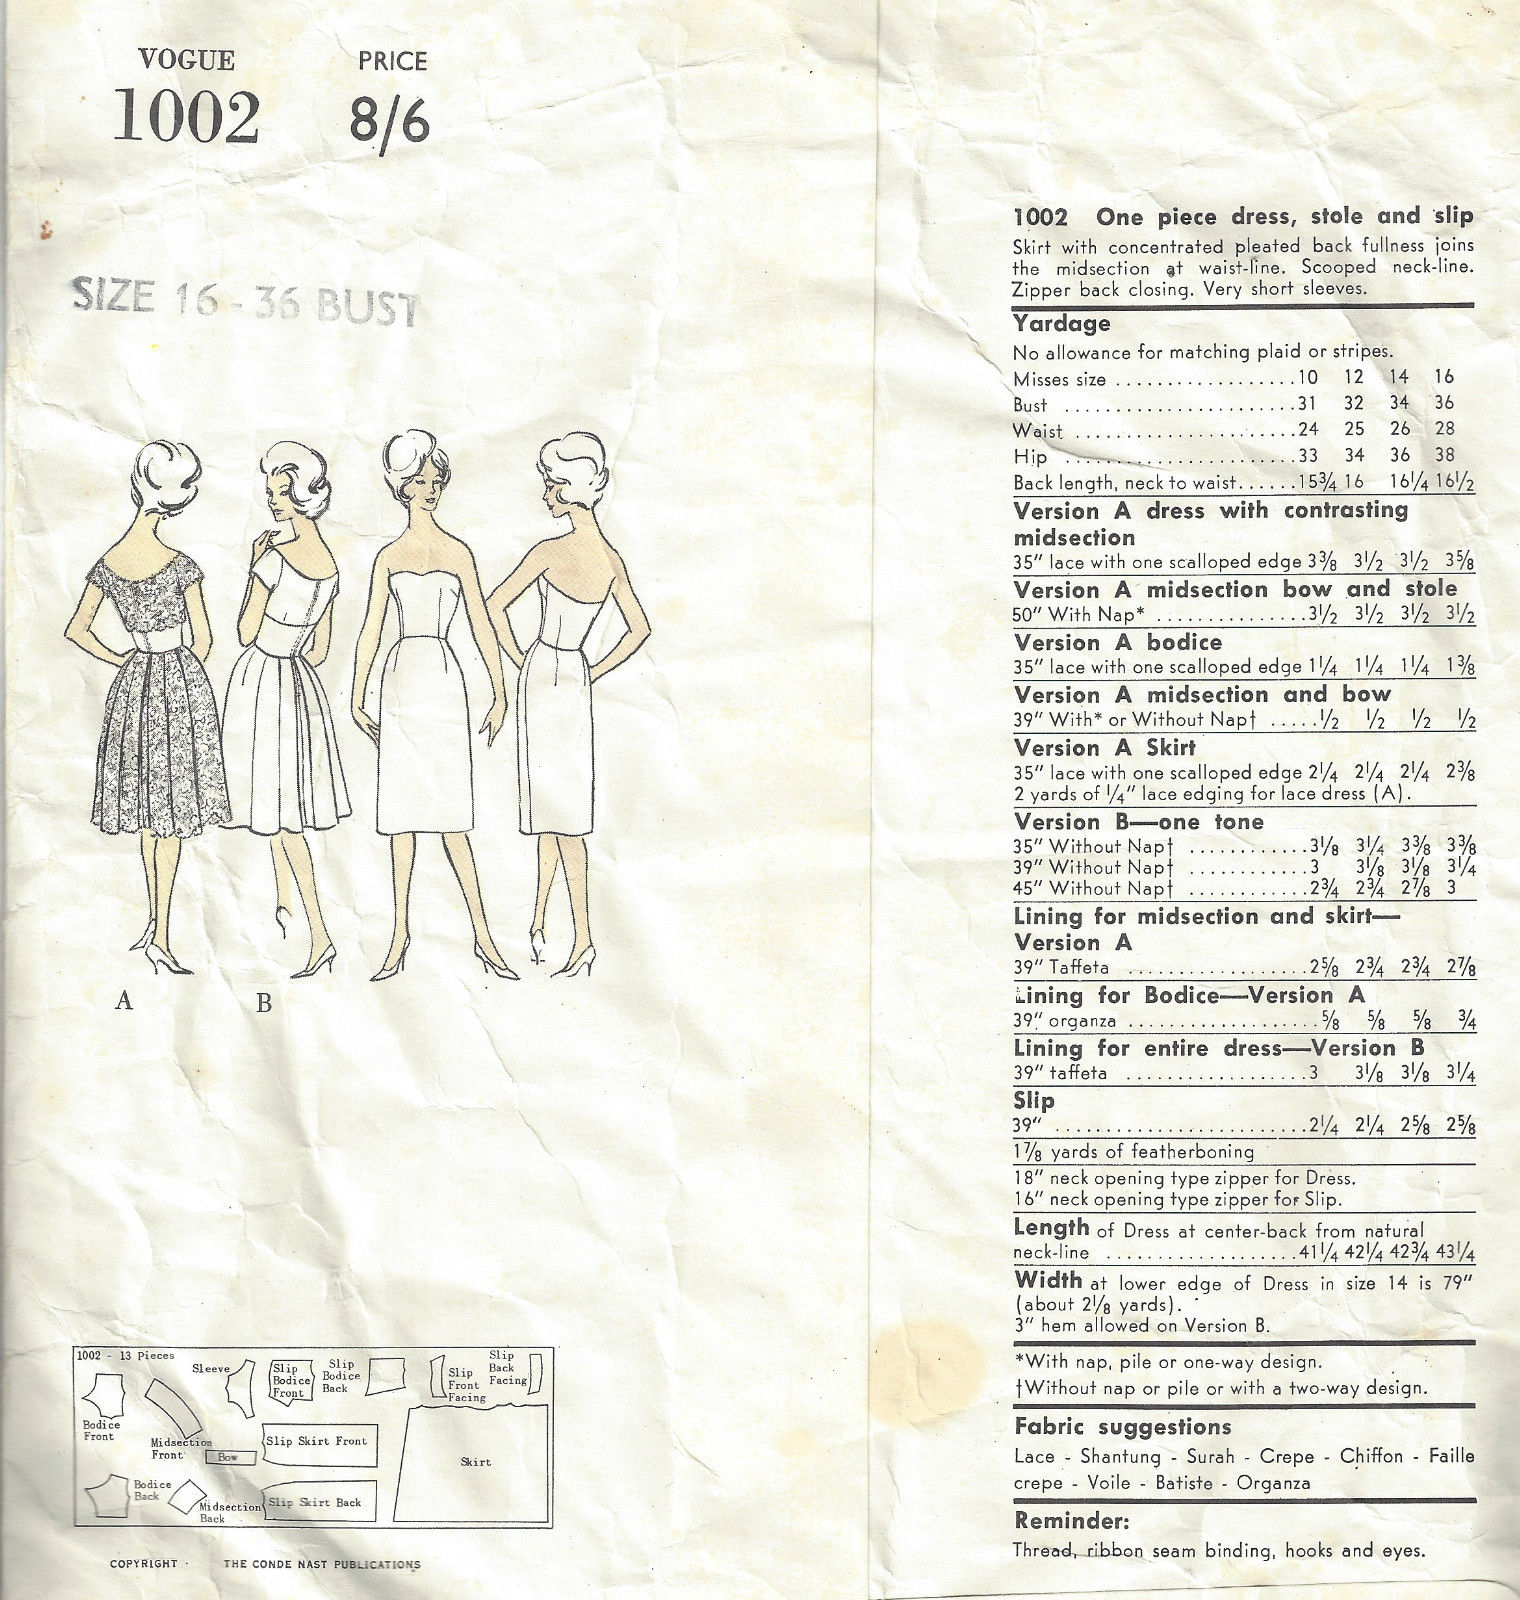 VOGUE PRICE
1002 8/6
SIZE 16 - 36 BUST
A B
1002 - 13 Pieces
Sleeve
Slip
Bodice
Front
Slip
Bodice
Back
Slip
Front
Facing
Slip
Back
Facing
Bodice
Front
Midsection
Front
Bow
Slip Skirt Front
Skirt
Bodice
Back
Midsection
Back
Slip Skirt Back
COPYRIGHT · THE CONDE NAST PUBLICATIONS
1002 One piece dress, stole and slip
Skirt with concentrated pleated back fullness joins
the midsection at waist-line. Scooped neck-line.
Zipper back closing. Very short sleeves.
Yardage
No allowance for matching plaid or stripes.
Misses size ..................10 12 14 16
Bust .......................31 32 34 36
Waist ......................24 25 26 28
Hip .......................33 34 36 38
Back length, neck to waist......15¾ 16 16¼ 16½
Version A dress with contrasting
midsection
35" lace with one scalloped edge 3⅜ 3½ 3½ 3⅝
Version A midsection bow and stole
50" With Nap* ...............3½ 3½ 3½ 3½
Version A bodice
35" lace with one scalloped edge 1¼ 1¼ 1¼ 1⅜
Version A midsection and bow
39" With* or Without Nap† .....½ ½ ½ ½
Version A Skirt
35" lace with one scalloped edge 2¼ 2¼ 2¼ 2⅜
2 yards of ¼" lace edging for lace dress (A).
Version B—one tone
35" Without Nap† ............3⅛ 3¼ 3⅜ 3⅜
39" Without Nap† ............3 3⅛ 3⅛ 3¼
45" Without Nap† ............2¾ 2¾ 2⅞ 3
Lining for midsection and skirt—
Version A
39" Taffeta ..................2⅝ 2¾ 2¾ 2⅞
Lining for Bodice—Version A
39" organza ...................⅝ ⅝ ⅝ ¾
Lining for entire dress—Version B
39" taffeta ..................3 3⅛ 3⅛ 3¼
Slip
39" .........................2¼ 2¼ 2⅝ 2⅝
1⅞ yards of featherboning
18" neck opening type zipper for Dress.
16" neck opening type zipper for Slip.
Length of Dress at center-back from natural
neck-line ...................41¼ 42¼ 42¾ 43¼
Width at lower edge of Dress in size 14 is 79"
(about 2⅛ yards).
3" hem allowed on Version B.
*With nap, pile or one-way design.
†Without nap or pile or with a two-way design.
Fabric suggestions
Lace - Shantung - Surah - Crepe - Chiffon - Faille
crepe - Voile - Batiste - Organza
Reminder:
Thread, ribbon seam binding, hooks and eyes.